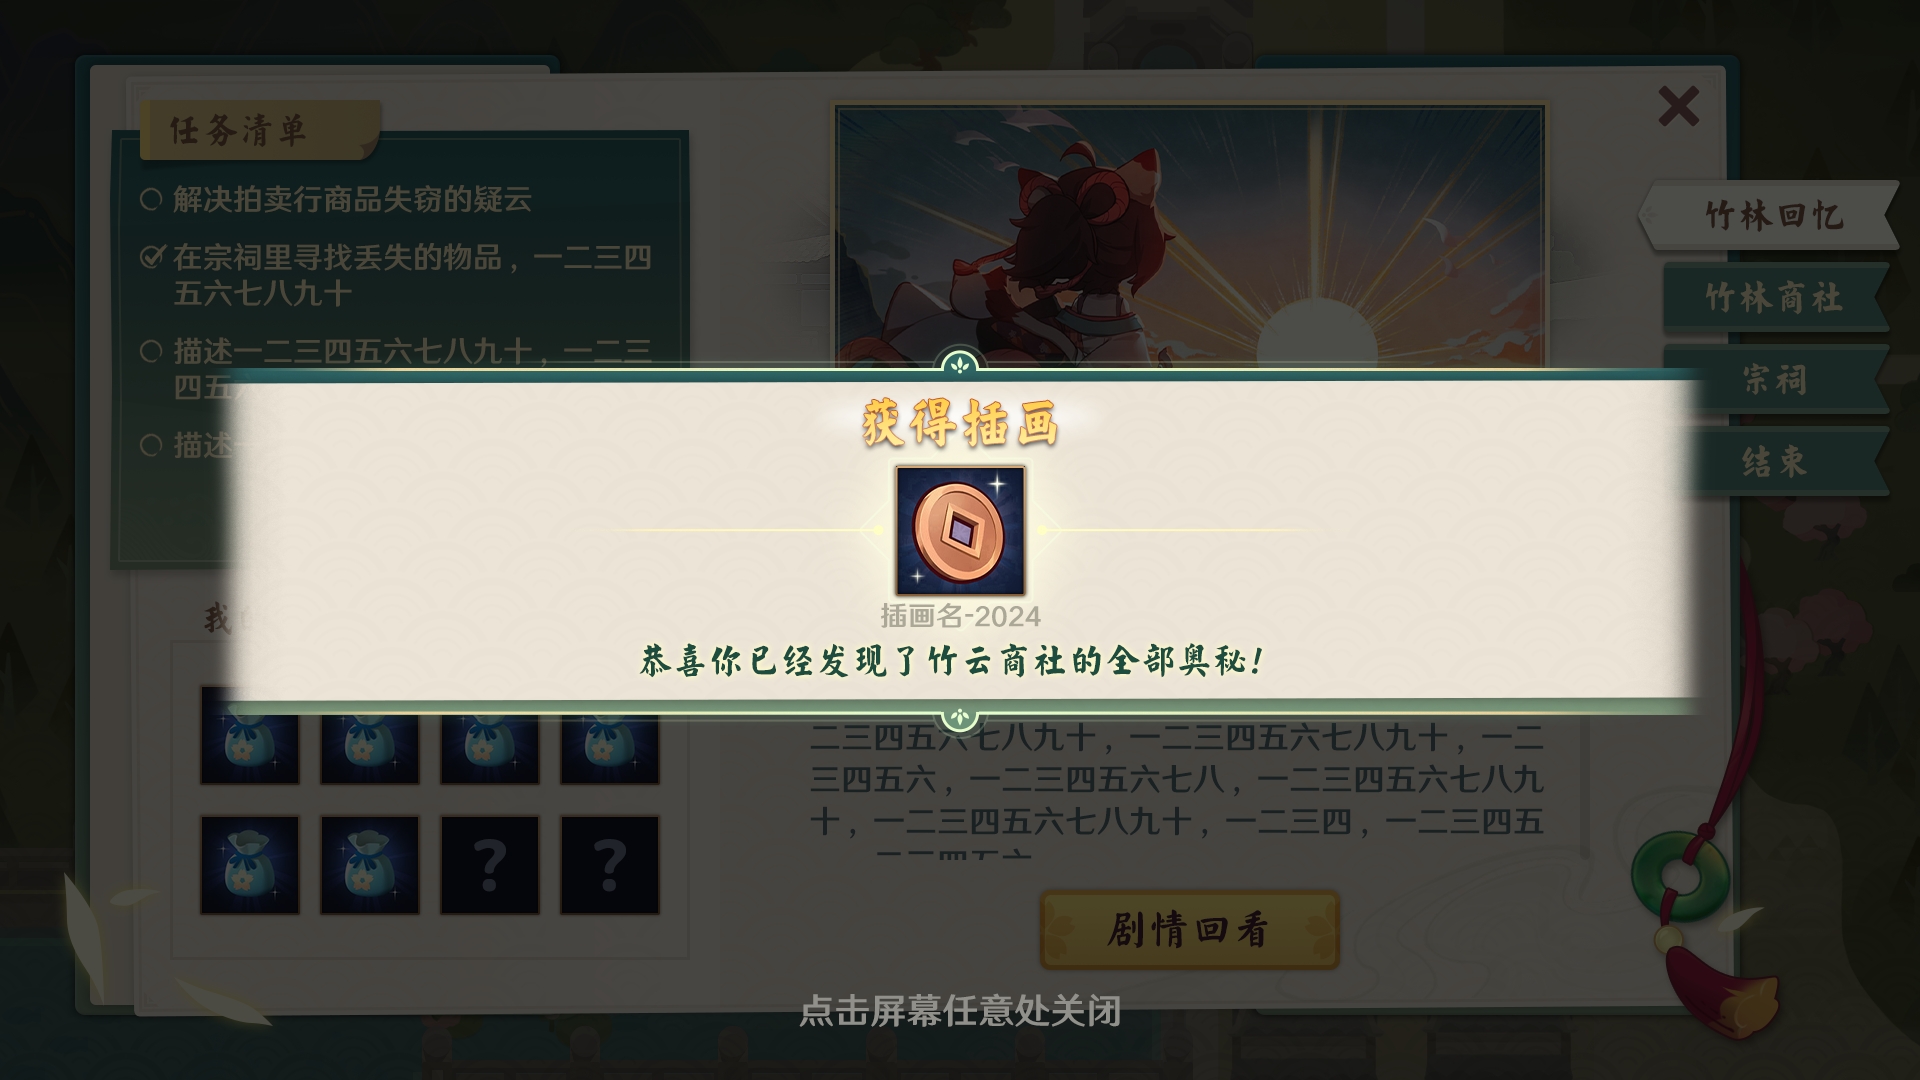 任务清单
解决拍卖行商品失窃的疑云
在宗祠里寻找丢失的物品，一二三四
五六七八九十
描述一二三四五六七八九十，一二三
四五
描述一
竹林回忆
竹林商社
宗祠
结束
获得插画
插画名-2024
恭喜你已经发现了竹云商社的全部奥秘！
我
二三四五六七八九十，一二三四五六七八九十，一二
三四五六，一二三四五六七八，一二三四五六七八九
十，一二三四五六七八九十，一二三四，一二三四五
? ?
剧情回看
点击屏幕任意处关闭